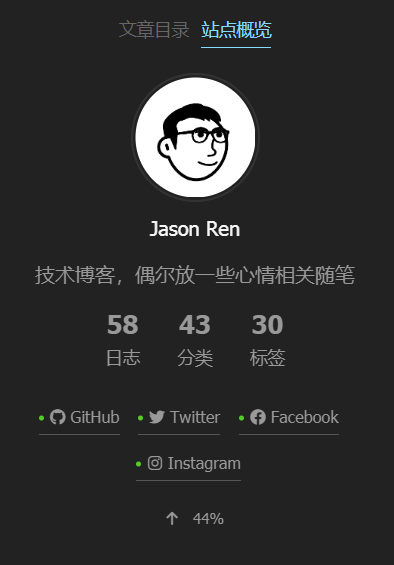 文章目录 站点概览
Jason Ren
技术博客，偶尔放一些心情相关随笔
58 43 30
日志 分类 标签
GitHub Twitter Facebook
Instagram
44%